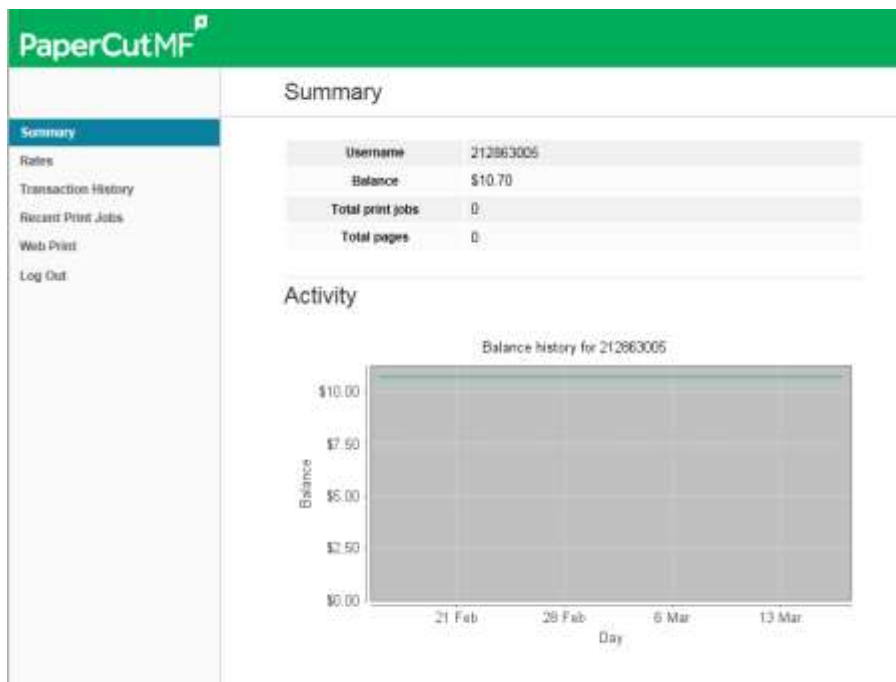 PaperCutMF
Summary
Summary
Rates
Transaction History
Recent Print Jobs
Web Print
Log Out
Username 212863005
Balance $10.70
Total print jobs 0
Total pages 0
Activity
Balance history for 212863005
$10.00
$7.50
$5.00
$2.50
$0.00
Balance
21 Feb 28 Feb 6 Mar 13 Mar
Day